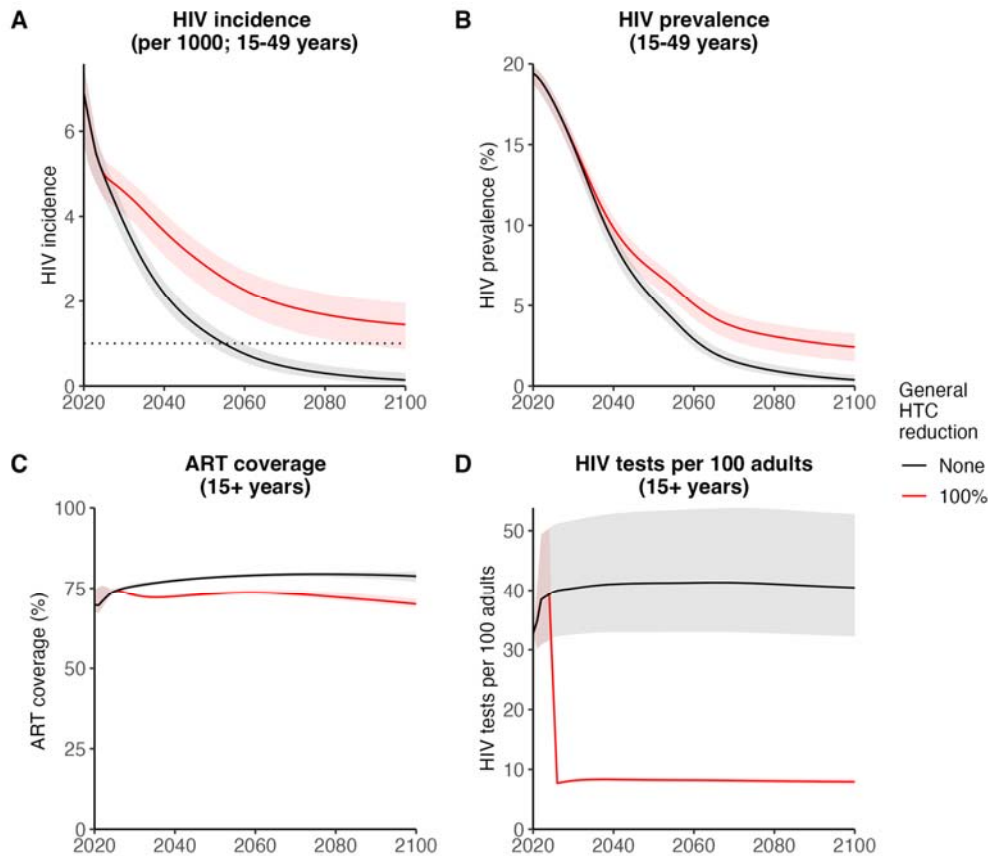 A
HIV incidence
(per 1000; 15-49 years)
HIV incidence
6
4
2
0
2020 2040 2060 2080 2100
B
HIV prevalence
(15-49 years)
HIV prevalence (%)
20
15
10
5
0
2020 2040 2060 2080 2100
C
ART coverage
(15+ years)
ART coverage (%)
100
75
50
25
0
2020 2040 2060 2080 2100
D
HIV tests per 100 adults
(15+ years)
HIV tests per 100 adults
50
40
30
20
10
0
2020 2040 2060 2080 2100
General
HTC
reduction
None
100%